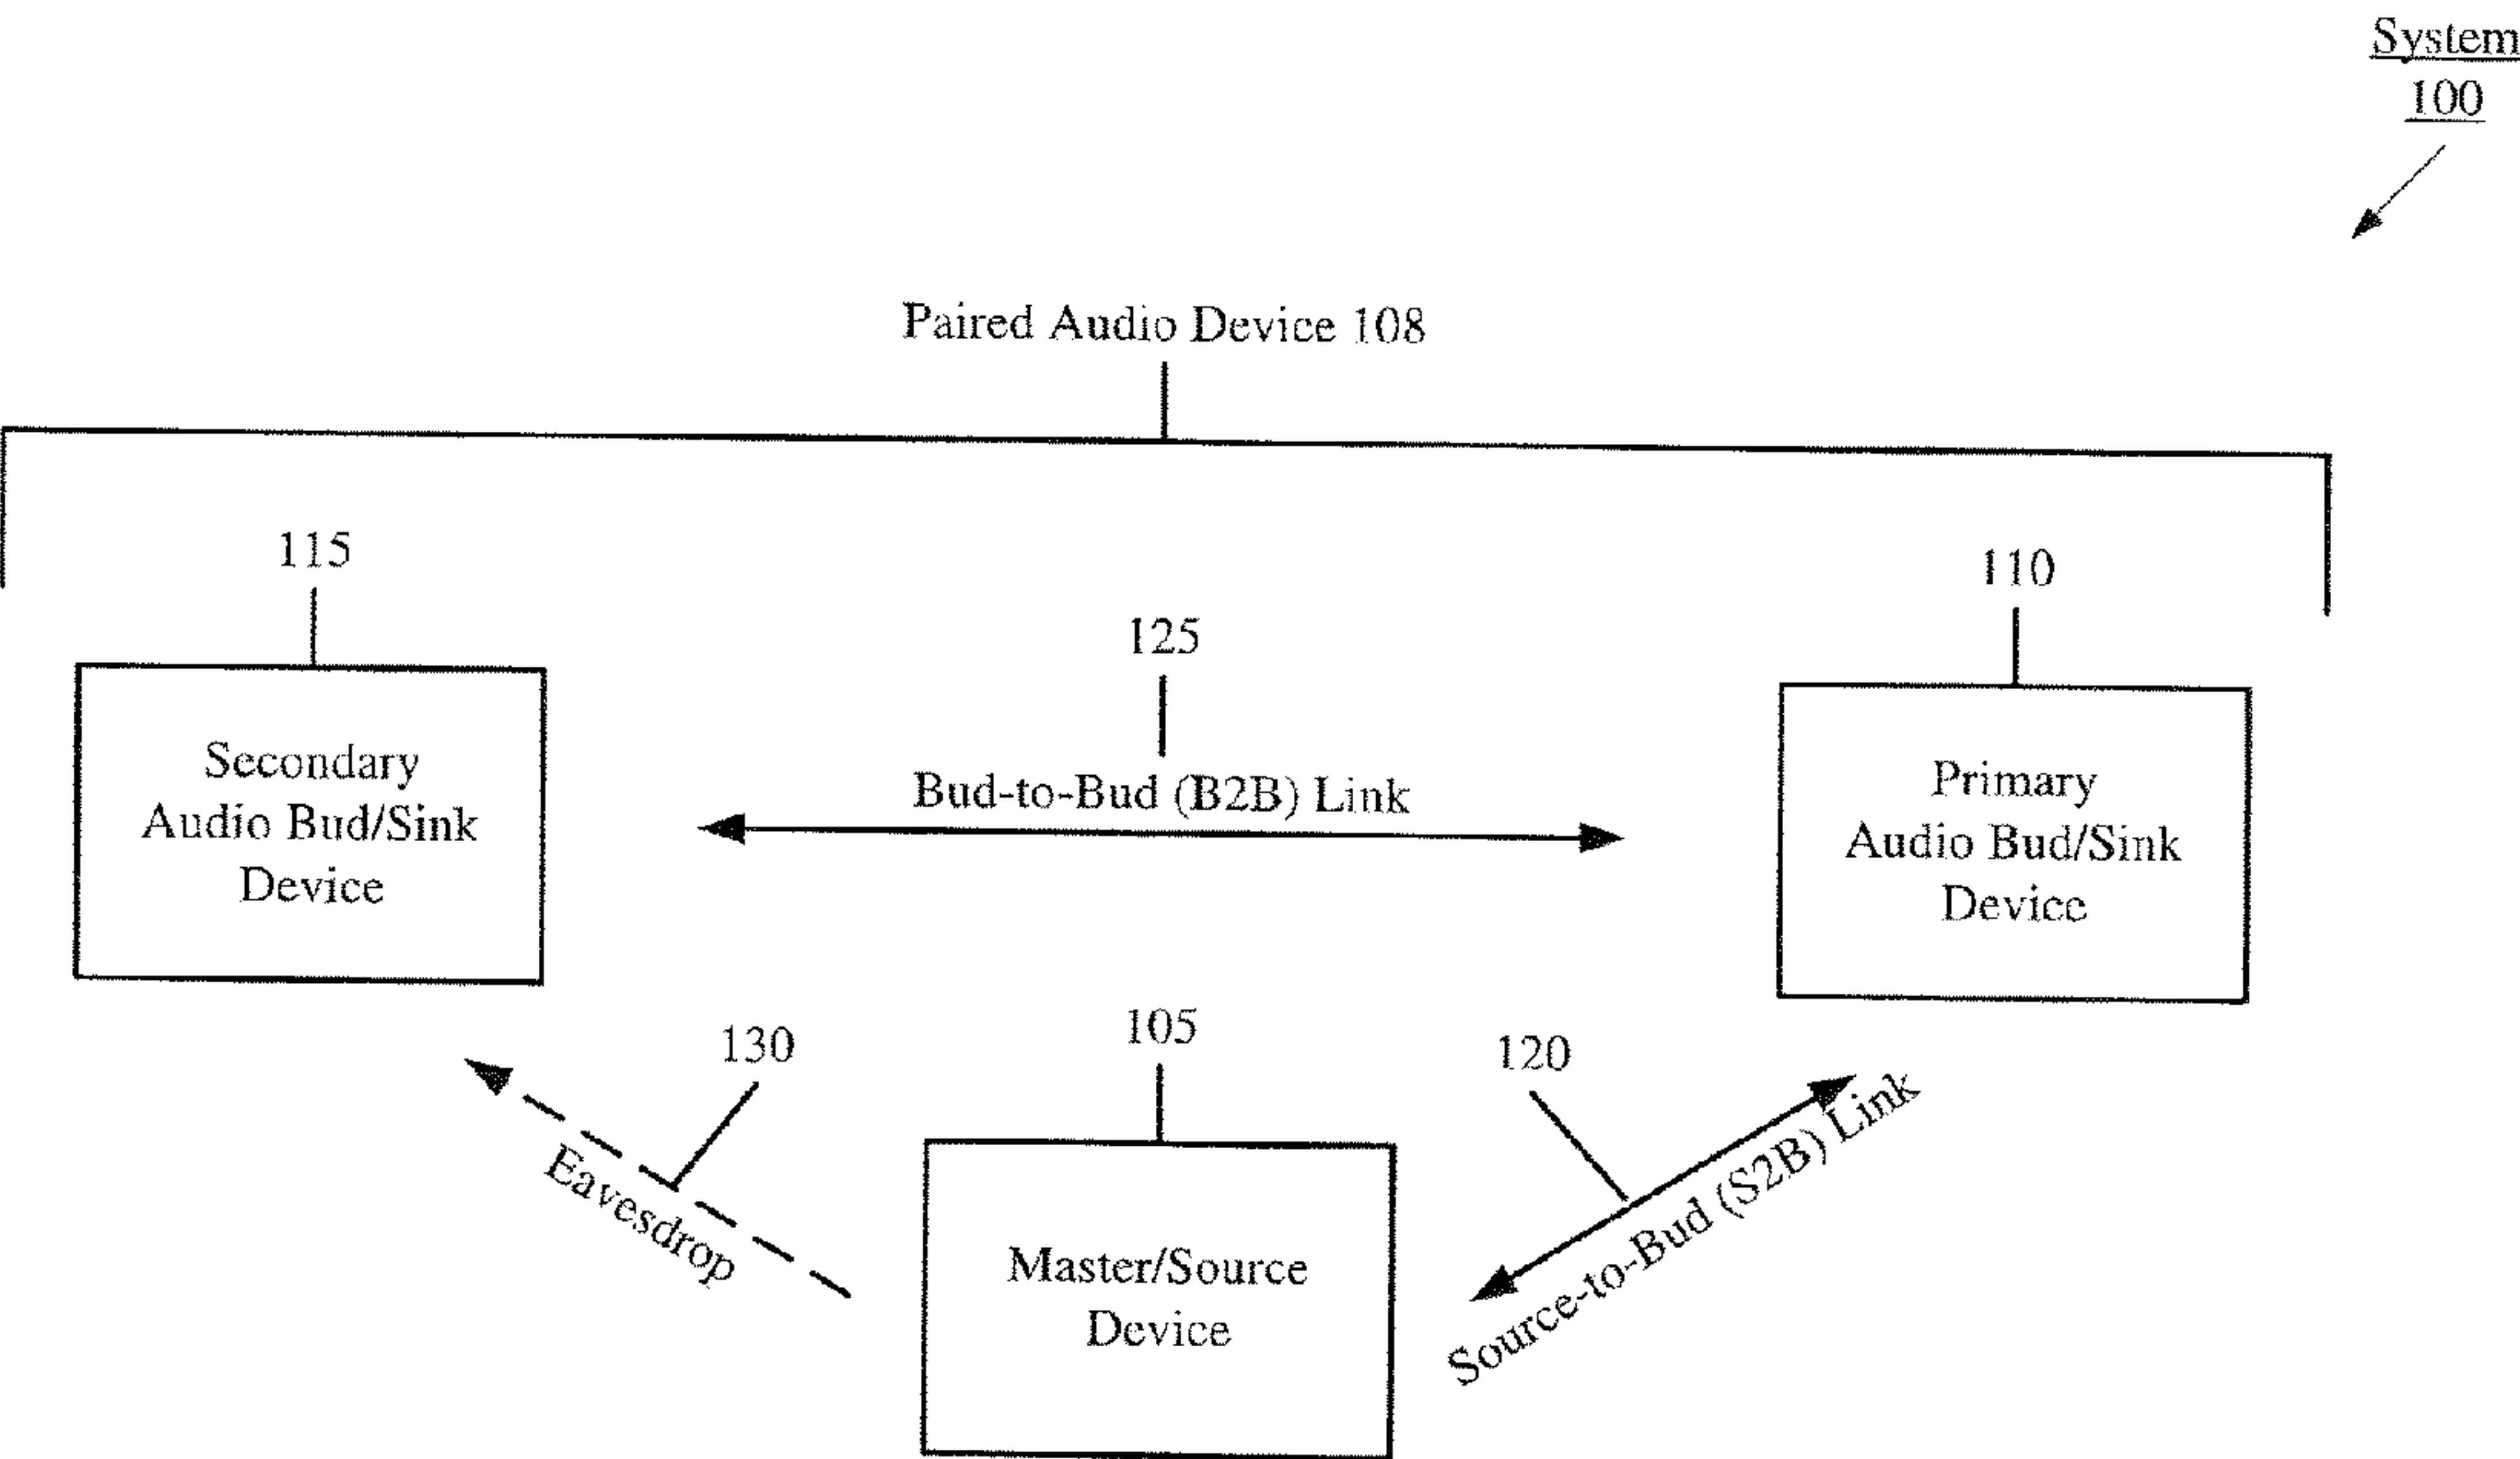 System
100
Paired Audio Device 108
115
110
125
Secondary
Audio Bud/Sink
Device
Bud-to-Bud (B2B) Link
Primary
Audio Bud/Sink
Device
130
105
120
Eavesdrop
Master/Source
Device
Source-to-Bud (S2B) Link